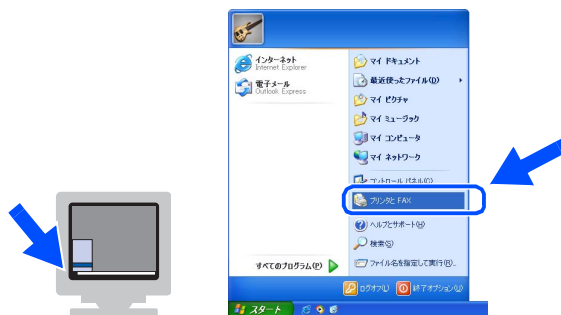 インターネット
Internet Explorer
電子メール
Outlook Express
すべてのプログラム(P)
マイ ドキュメント
最近使ったファイル(D)
マイ ピクチャ
マイ ミュージック
マイ コンピュータ
マイ ネットワーク
コントロール パネル(C)
プリンタと FAX
ヘルプとサポート(H)
検索(S)
ファイル名を指定して実行(R)...
ログオフ(L)
終了オプション(U)
スタート